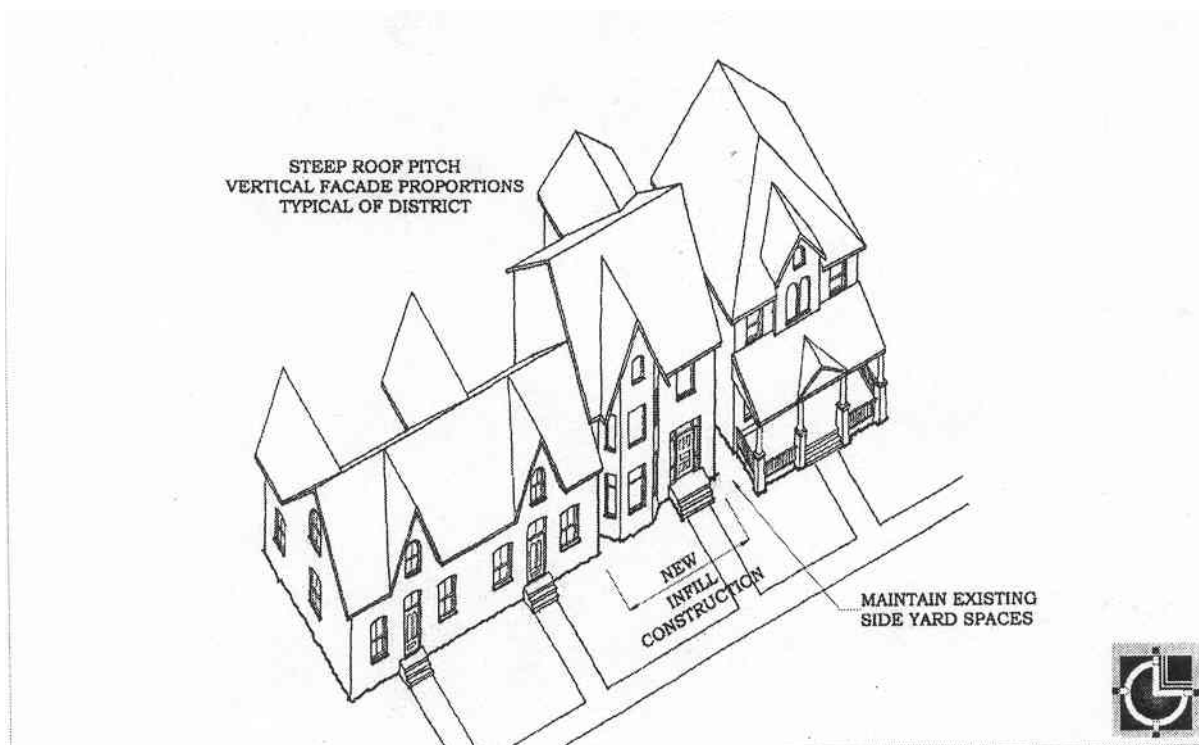 STEEP ROOF PITCH
VERTICAL FACADE PROPORTIONS
TYPICAL OF DISTRICT
NEW
INFILL
CONSTRUCTION
MAINTAIN EXISTING
SIDE YARD SPACES